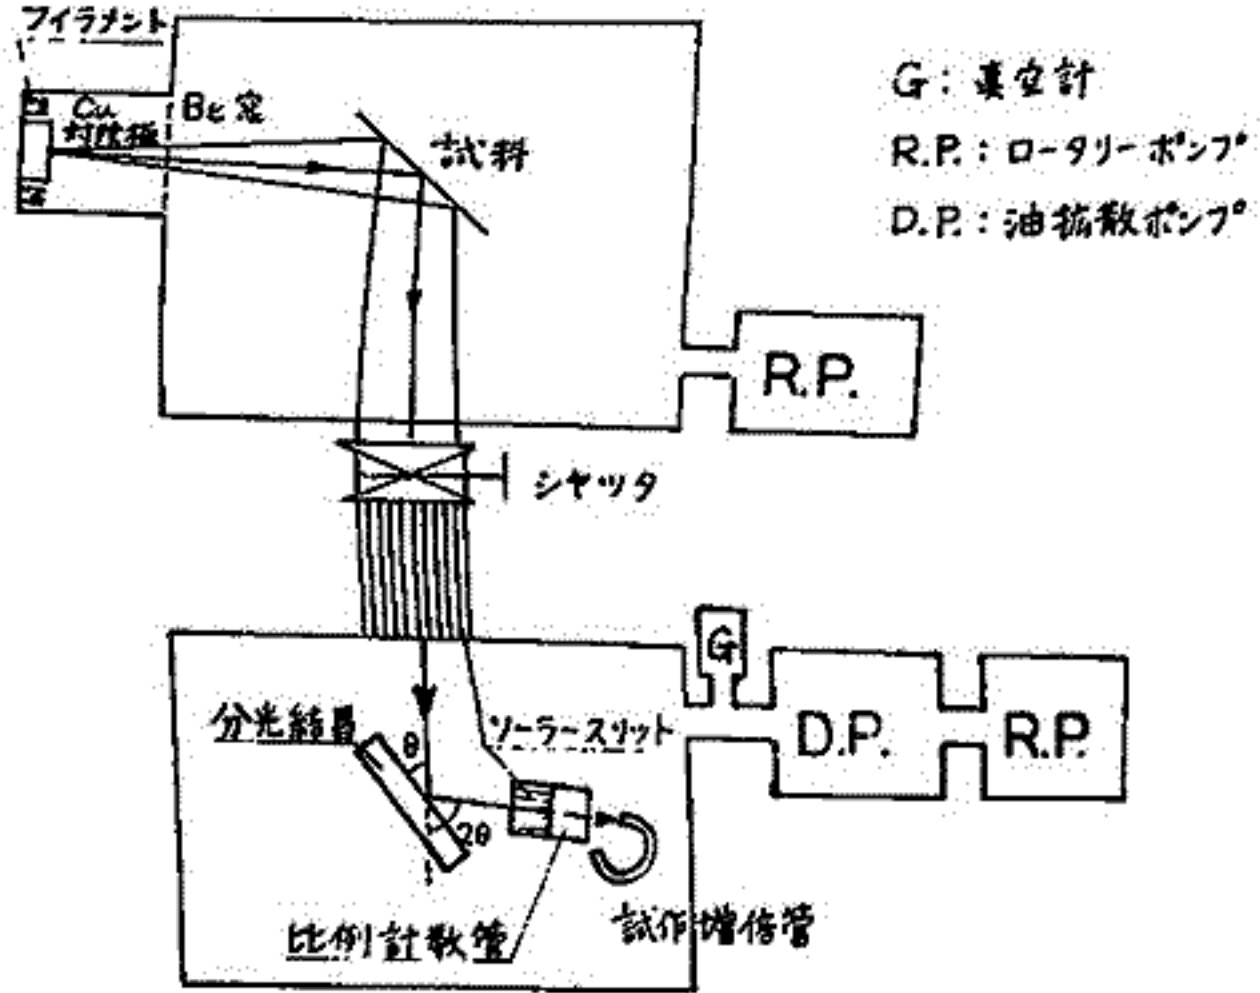 フィラメント
Cu
対陰極
Be窓
試料
G: 真空計
R.P.: ロータリーポンプ
D.P.: 油拡散ポンプ
R.P.
シャッタ
G
分光結晶
θ
ソーラースリット
D.P.
R.P.
2θ
比例計数管
試作増倍管